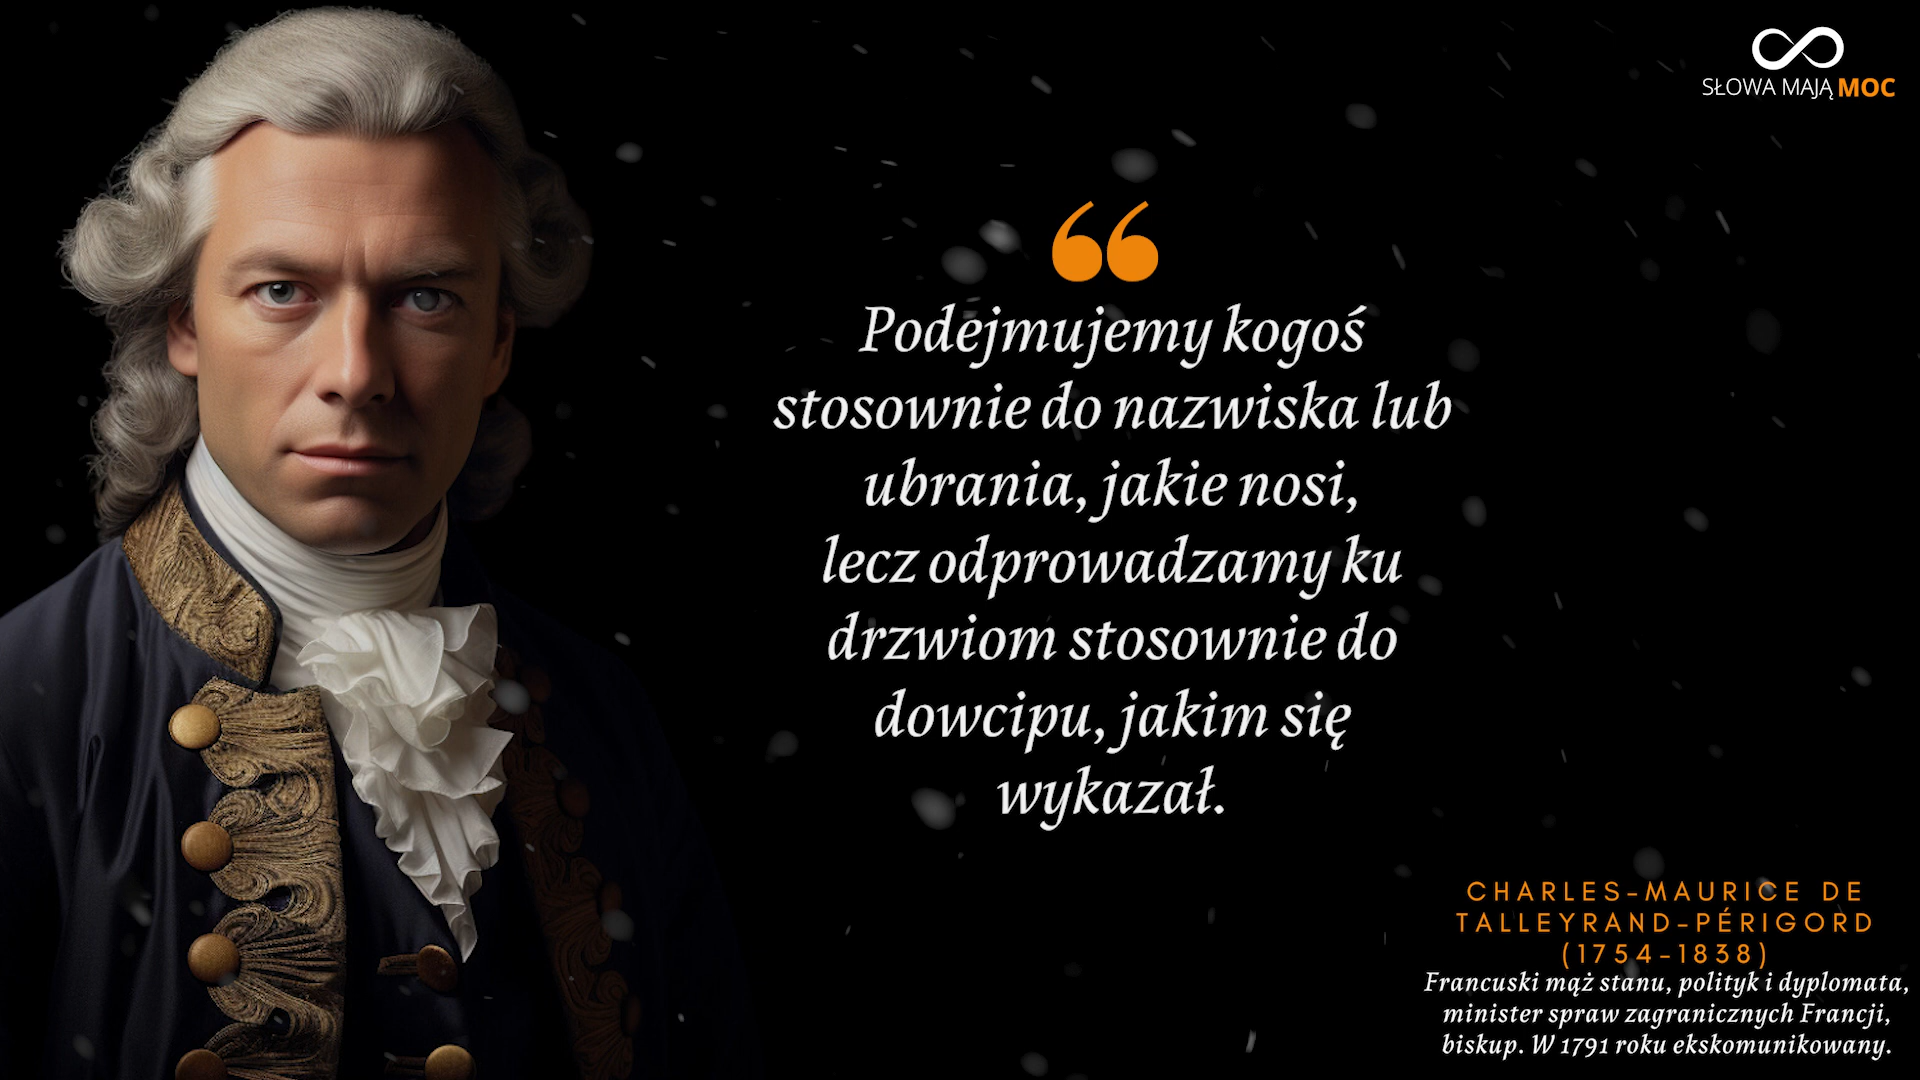 SŁOWA MAJĄ MOC
Podejmujemy kogoś
stosownie do nazwiska lub
ubrania, jakie nosi,
lecz odprowadzamy ku
drzwiom stosownie do
dowcipu, jakim się
wykazał.
CHARLES-MAURICE DE
TALLEYRAND-PÉRIGORD
(1754-1838)
Francuski mąż stanu, polityk i dyplomata,
minister spraw zagranicznych Francji,
biskup. W 1791 roku ekskomunikowany.